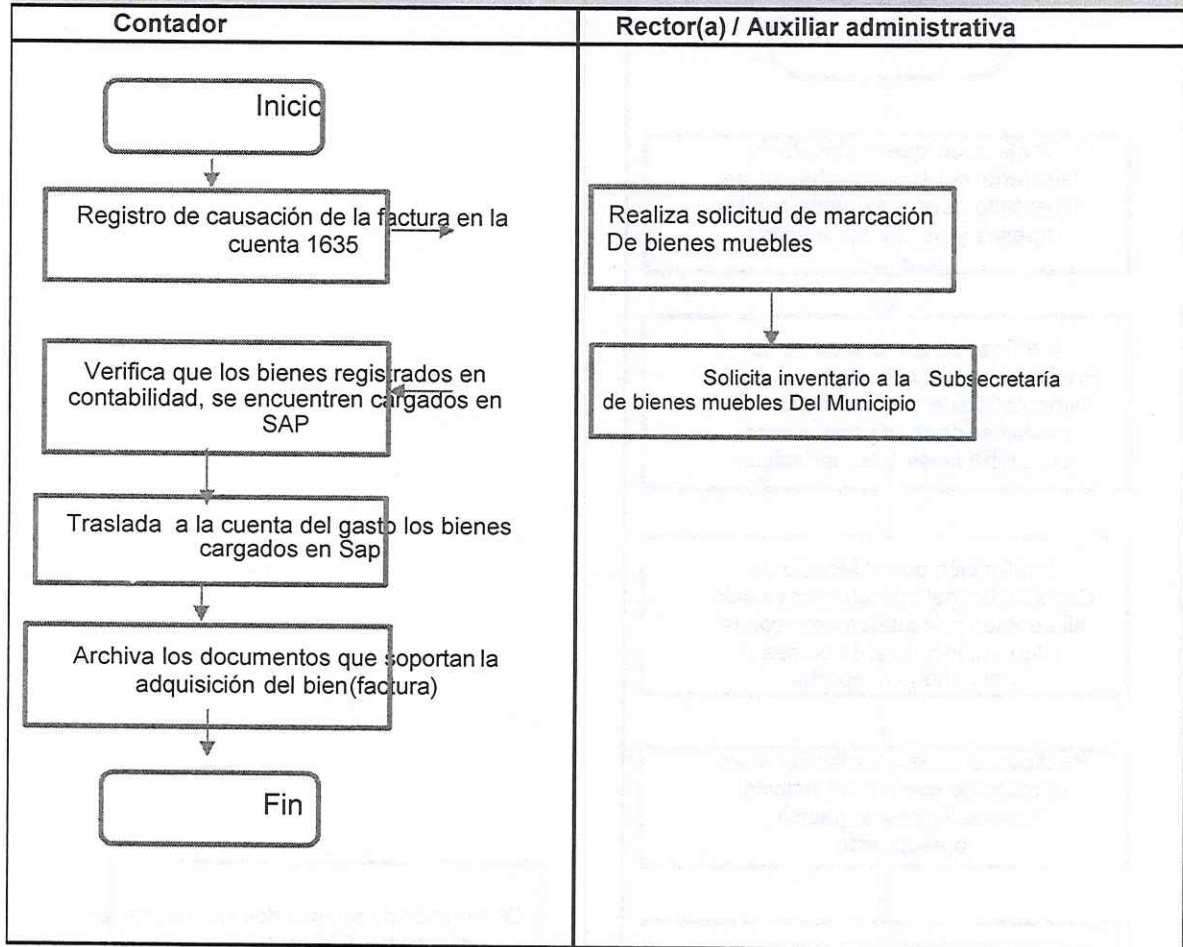 Contador
Rector(a) / Auxiliar administrativa
Inicio
Registro de causación de la factura en la
cuenta 1635
Realiza solicitud de marcación
De bienes muebles
Verifica que los bienes registrados en
contabilidad, se encuentren cargados en
SAP
Solicita inventario a la Subsecretaría
de bienes muebles Del Municipio
Traslada a la cuenta del gasto los bienes
cargados en Sap
Archiva los documentos que soportan la
adquisición del bien(factura)
Fin